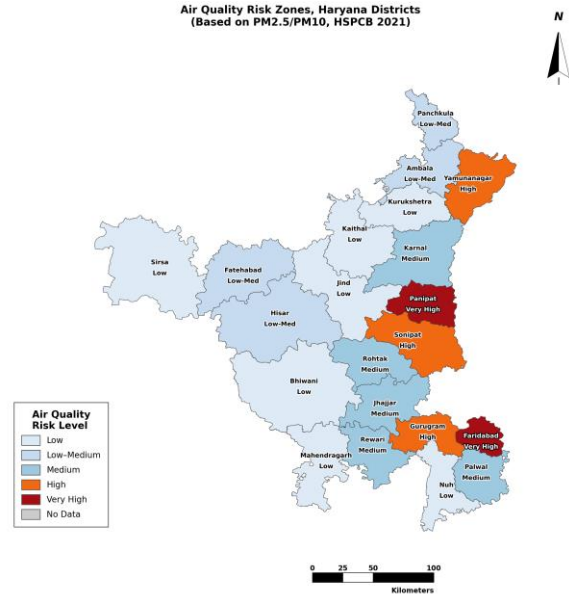 Air Quality Risk Zones, Haryana Districts
(Based on PM2.5/PM10, HSPCB 2021)
N
Panchkula
Low-Med
Ambala
Low-Med
Yamunanagar
High
Kurukshetra
Low
Kaithal
Low
Karnal
Medium
Sirsa
Low
Fatehabad
Low-Med
Jind
Low
Panipat
Very High
Hisar
Low-Med
Sonipat
High
Rohtak
Medium
Bhiwani
Low
Jhajjar
Medium
Gurugram
High
Faridabad
Very High
Rewari
Medium
Mahendragarh
Low
Palwal
Medium
Nuh
Low
Air Quality
Risk Level
Low
Low–Medium
Medium
High
Very High
No Data
0 25 50 100
Kilometers